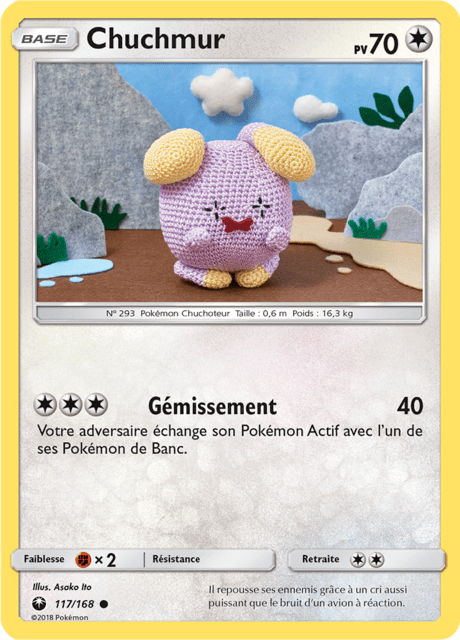 BASE Chuchmur PV70
N° 293 Pokémon Chuchoteur Taille : 0,6 m Poids : 16,3 kg
Gémissement 40
Votre adversaire échange son Pokémon Actif avec l'un de
ses Pokémon de Banc.
Faiblesse ×2 Résistance Retraite
Illus. Asako Ito
117/168
©2018 Pokémon
Il repousse ses ennemis grâce à un cri aussi
puissant que le bruit d'un avion à réaction.